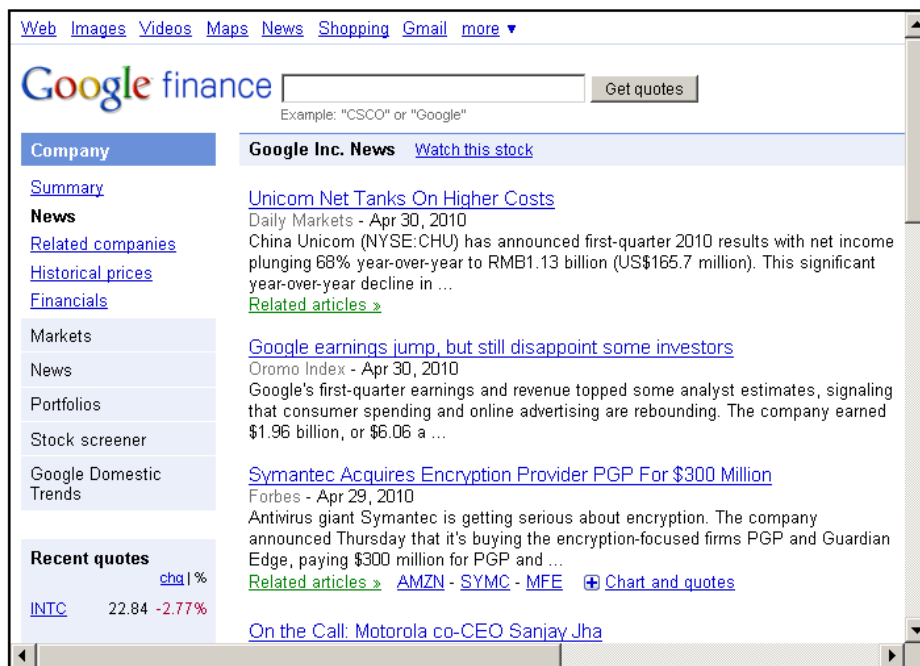 Web Images Videos Maps News Shopping Gmail more ▼
Google finance
Get quotes
Example: "CSCO" or "Google"
Company
Summary
News
Related companies
Historical prices
Financials
Markets
News
Portfolios
Stock screener
Google Domestic
Trends
Recent quotes
chg | %
INTC 22.84 -2.77%
Google Inc. News Watch this stock
Unicom Net Tanks On Higher Costs
Daily Markets - Apr 30, 2010
China Unicom (NYSE:CHU) has announced first-quarter 2010 results with net income
plunging 68% year-over-year to RMB1.13 billion (US$165.7 million). This significant
year-over-year decline in ...
Related articles »
Google earnings jump, but still disappoint some investors
Oromo Index - Apr 30, 2010
Google's first-quarter earnings and revenue topped some analyst estimates, signaling
that consumer spending and online advertising are rebounding. The company earned
$1.96 billion, or $6.06 a ...
Symantec Acquires Encryption Provider PGP For $300 Million
Forbes - Apr 29, 2010
Antivirus giant Symantec is getting serious about encryption. The company
announced Thursday that it's buying the encryption-focused firms PGP and Guardian
Edge, paying $300 million for PGP and ...
Related articles » AMZN - SYMC - MFE Chart and quotes
On the Call: Motorola co-CEO Sanjay Jha